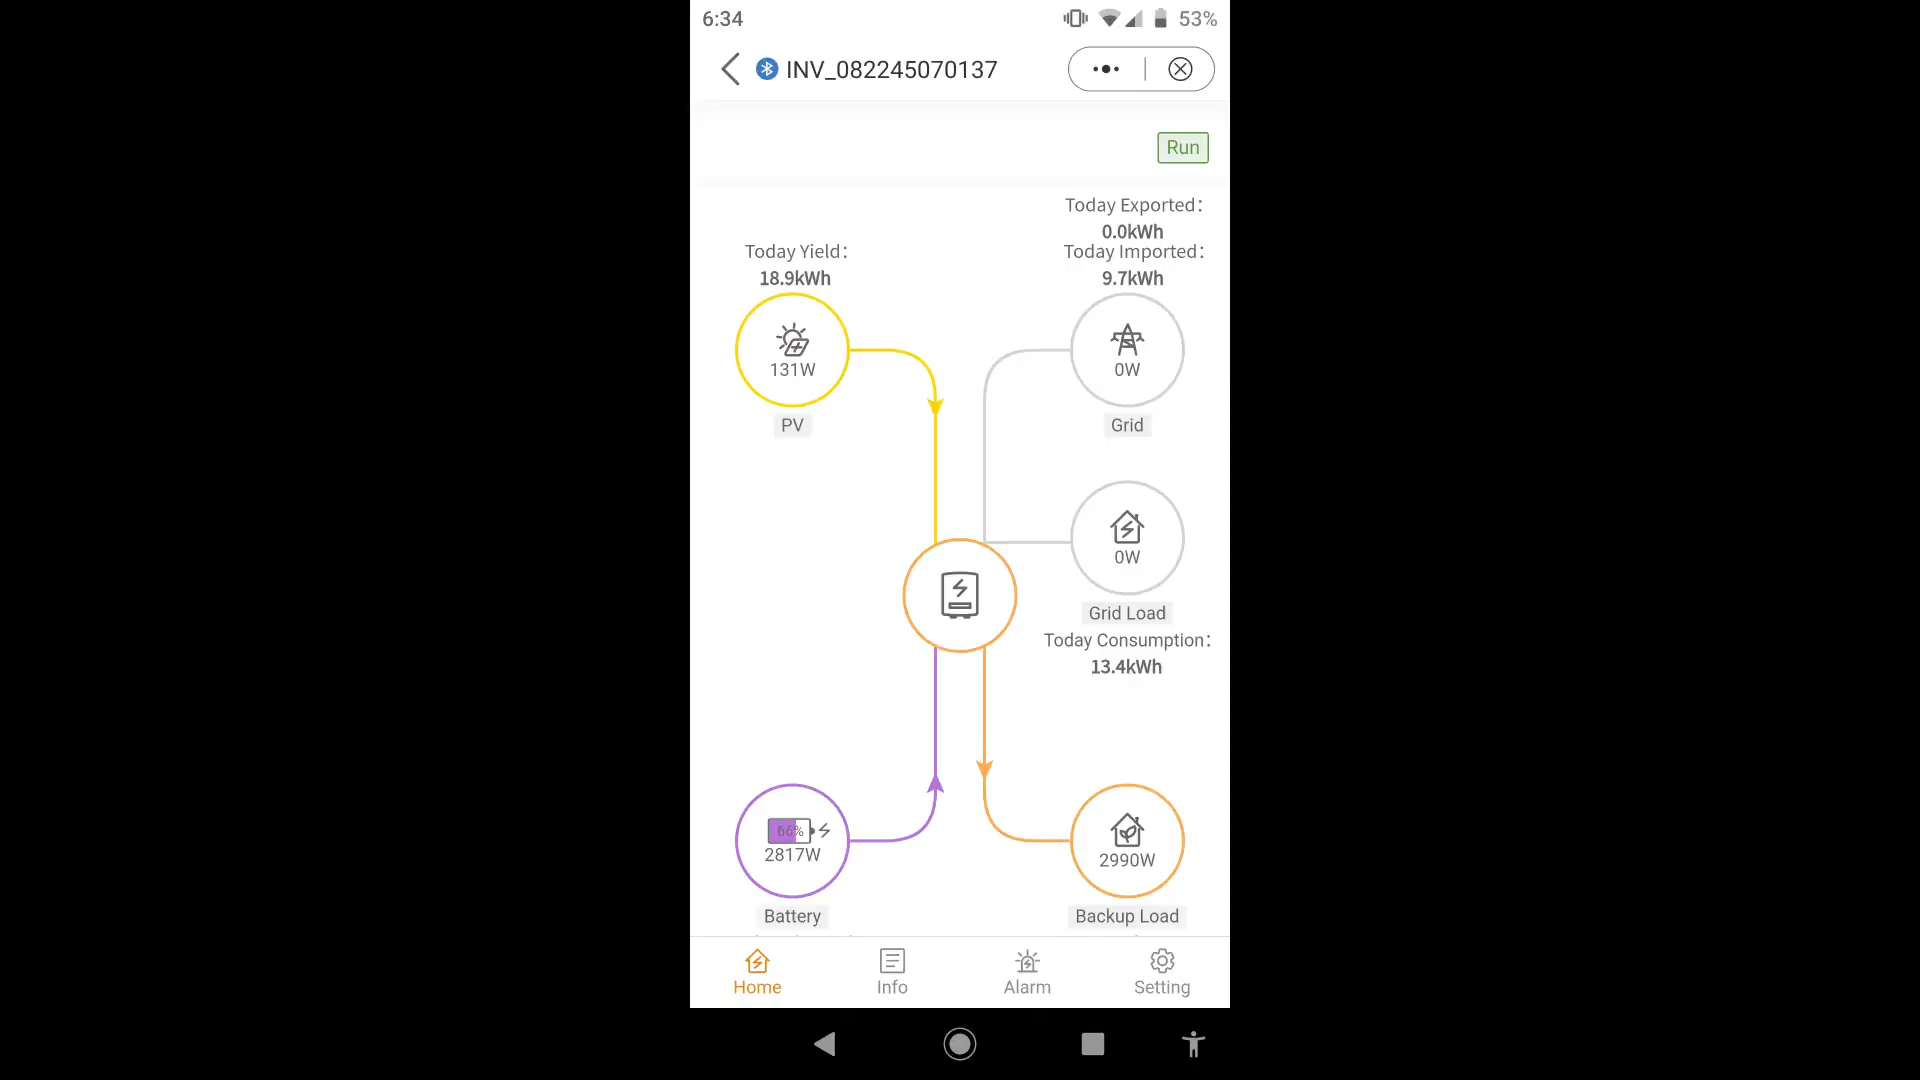 6:34
53%
INV_082245070137
Run
Today Exported:
0.0kWh
Today Yield:
Today Imported:
18.9kWh
9.7kWh
131W
0W
PV
Grid
0W
Grid Load
Today Consumption:
13.4kWh
66%
2817W
2990W
Battery
Backup Load
Home
Info
Alarm
Setting